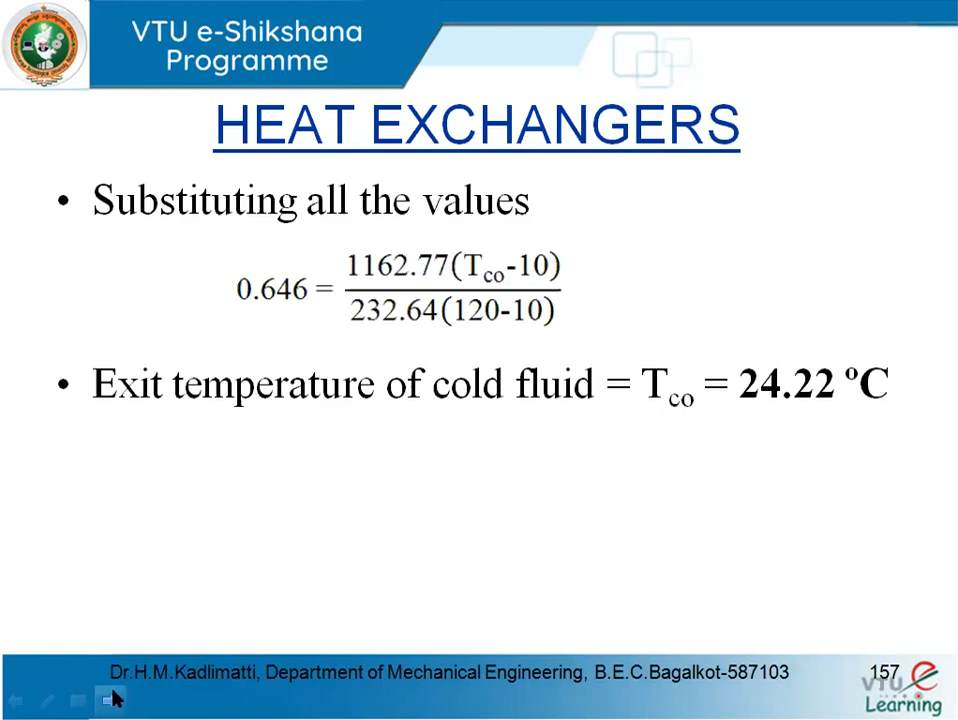 VTU e-Shikshana
Programme
HEAT EXCHANGERS
• Substituting all the values
0.646 = 1162.77(Tco-10) / 232.64(120-10)
• Exit temperature of cold fluid = Tco = 24.22 ºC
Dr.H.M.Kadlimatti, Department of Mechanical Engineering, B.E.C.Bagalkot-587103 157
VTU e
Learning